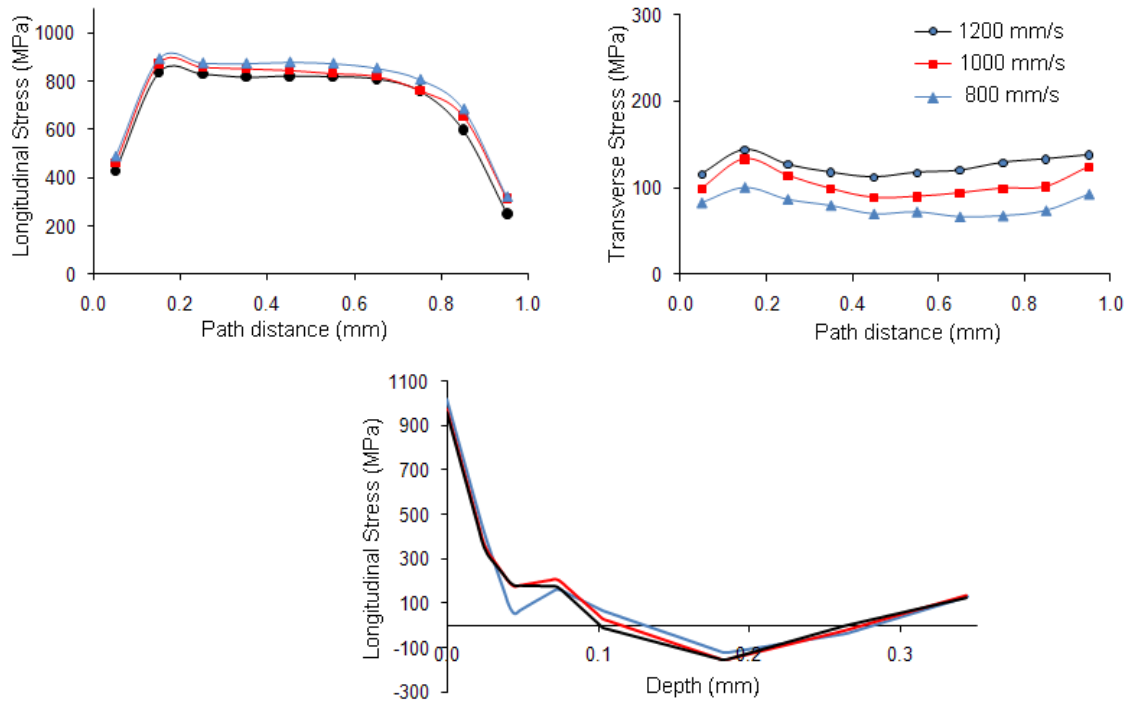 Longitudinal Stress (MPa)
1000
800
600
400
200
0
0.0 0.2 0.4 0.6 0.8 1.0
Path distance (mm)
Transverse Stress (MPa)
300
200
100
0
0.0 0.2 0.4 0.6 0.8 1.0
Path distance (mm)
1200 mm/s
1000 mm/s
800 mm/s
Longitudinal Stress (MPa)
1100
900
700
500
300
100
-100
-300
0.0 0.1 0.2 0.3
Depth (mm)